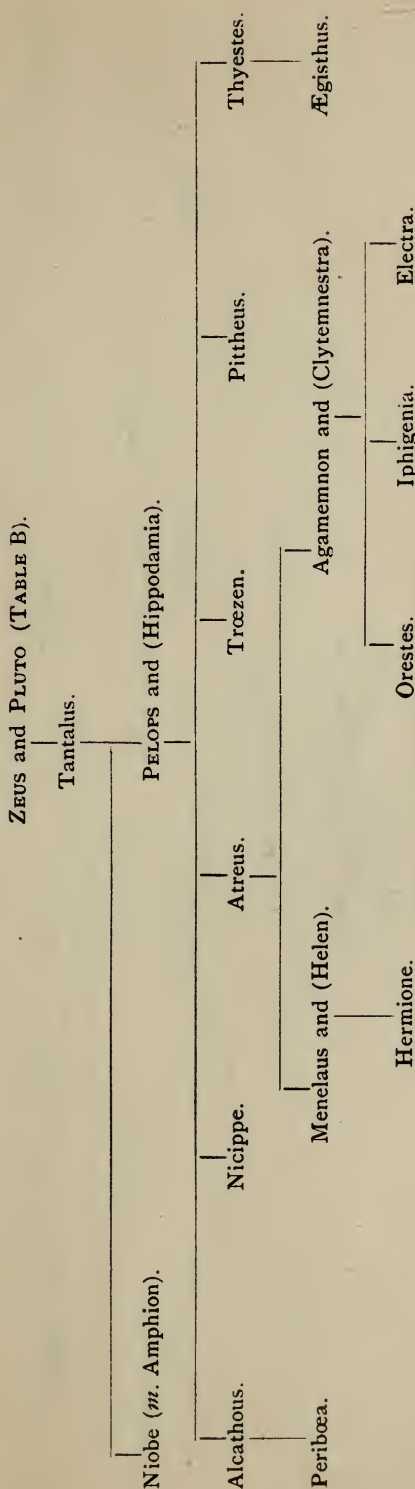 ZEUS and PLUTO (TABLE B).
Tantalus.
Niobe (m. Amphion). PELOPS and (Hippodamia).
Alcathous. Nicippe. Atreus. Trœzen. Pittheus. Thyestes.
Peribœa. Menelaus and (Helen). Agamemnon and (Clytemnestra). Ægisthus.
Hermione. Orestes. Iphigenia. Electra.